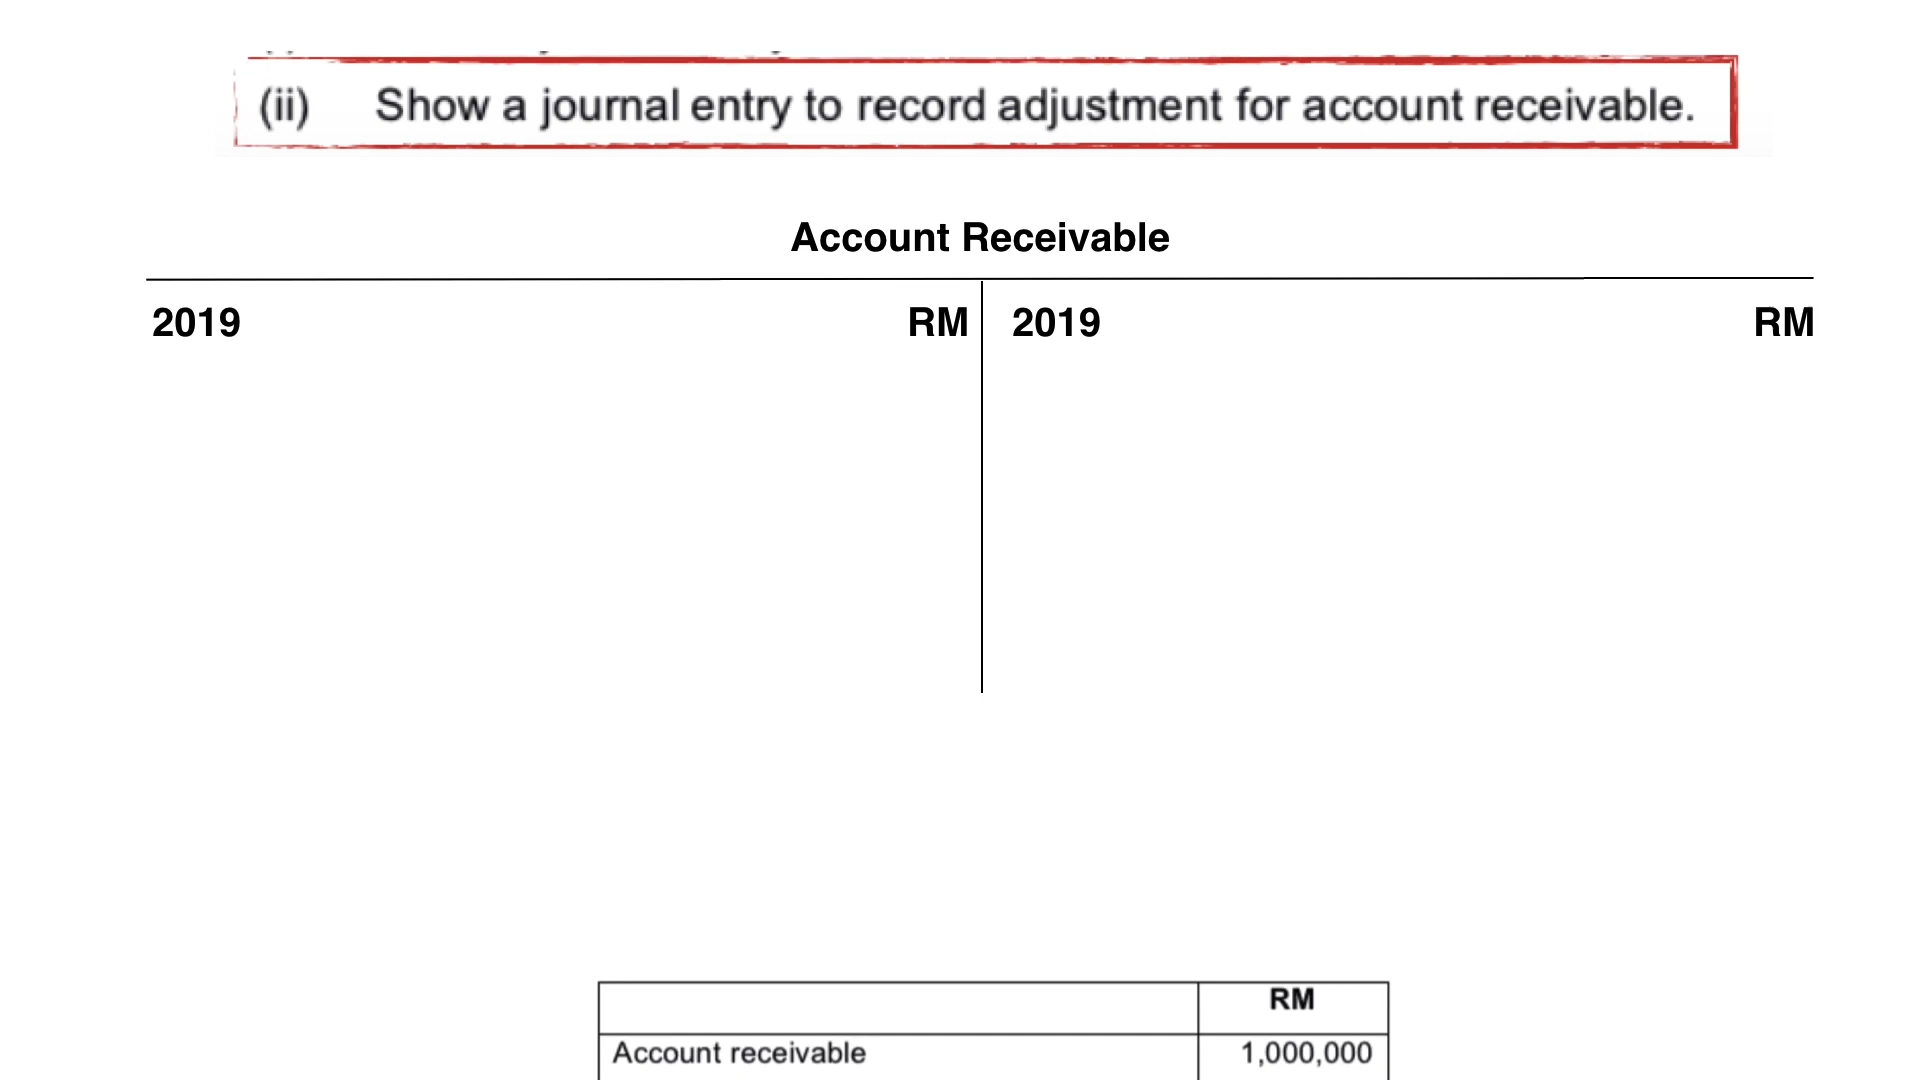 (ii) Show a journal entry to record adjustment for account receivable.
Account Receivable
2019 RM 2019 RM
RM
Account receivable 1,000,000